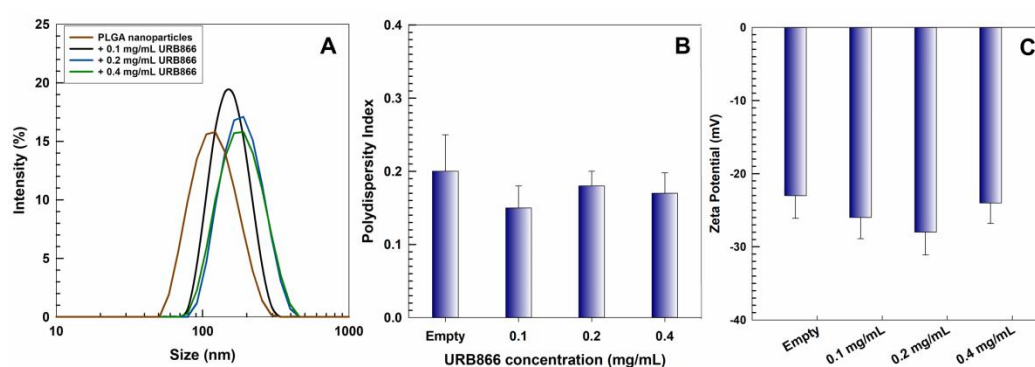 A
PLGA nanoparticles
+ 0.1 mg/mL URB866
+ 0.2 mg/mL URB866
+ 0.4 mg/mL URB866
25
20
15
10
5
0
Intensity (%)
10
100
1000
Size (nm)
B
0.4
0.3
0.2
0.1
0.0
Polydispersity Index
Empty
0.1
0.2
0.4
URB866 concentration (mg/mL)
C
0
-10
-20
-30
-40
Zeta Potential (mV)
Empty
0.1 mg/mL
0.2 mg/mL
0.4 mg/mL